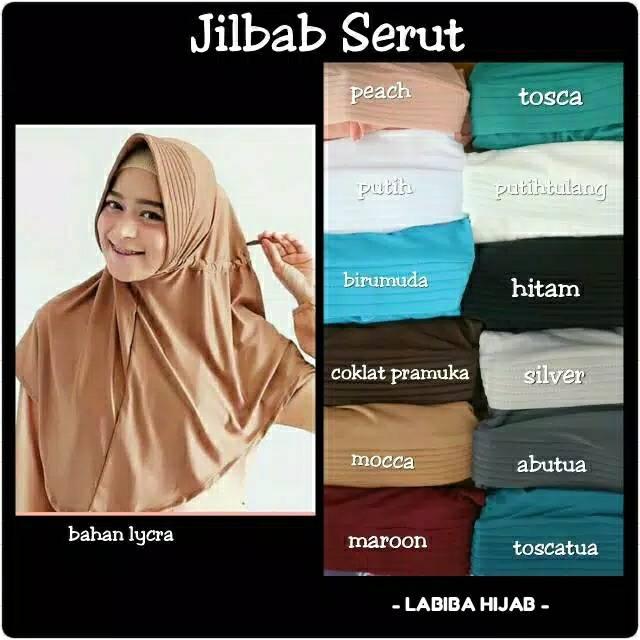 Jilbab Serut
peach
tosca
putih
putihtulang
birumuda
hitam
coklat pramuka
silver
mocca
abutua
maroon
toscatua
bahan lycra
- LABIBA HIJAB -